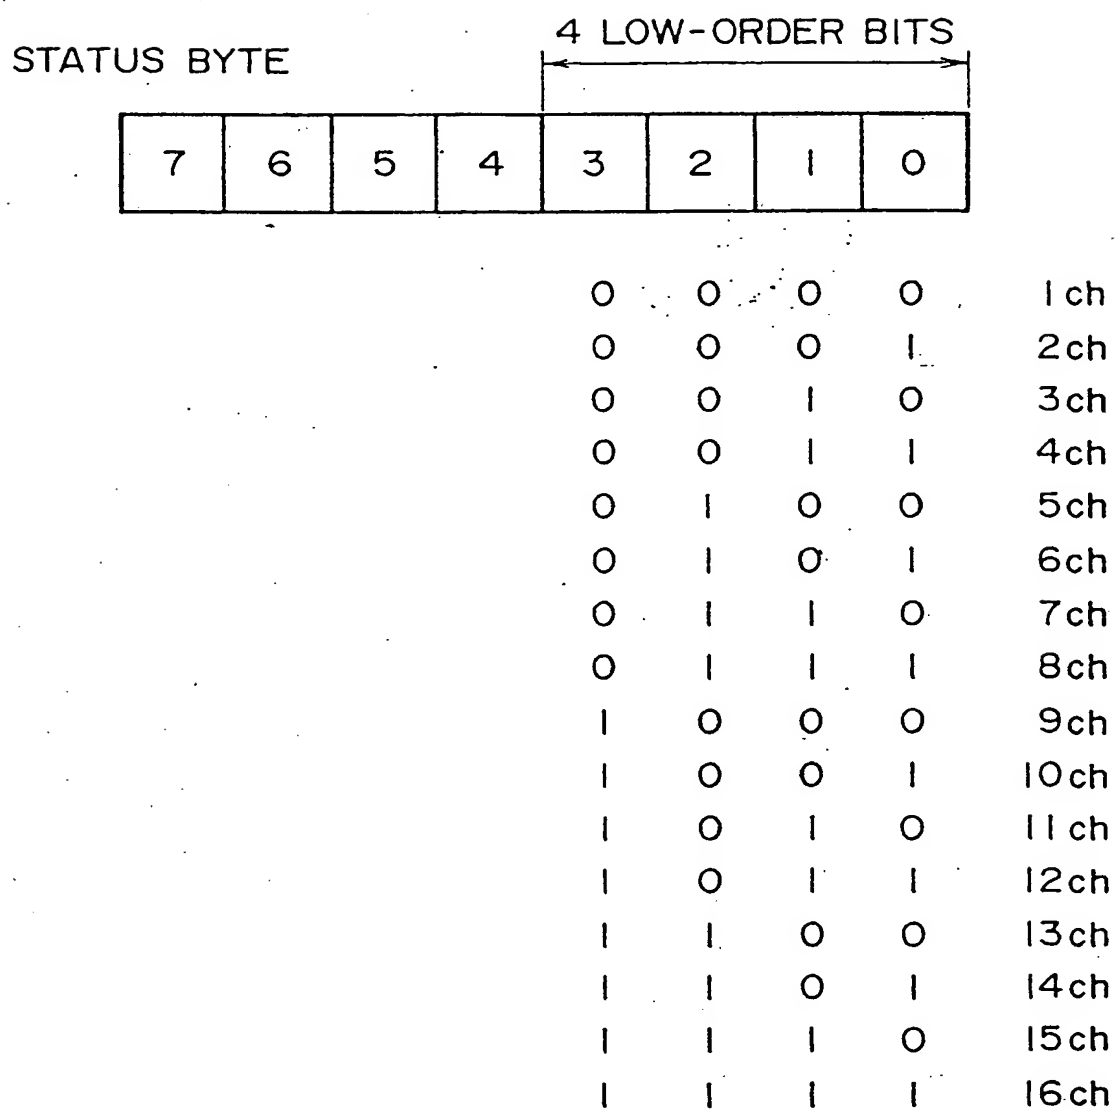 4 LOW-ORDER BITS
STATUS BYTE
7 6 5 4 3 2 1 0
0 0 0 0 1ch
0 0 0 1 2ch
0 0 1 0 3ch
0 0 1 1 4ch
0 1 0 0 5ch
0 1 0 1 6ch
0 1 1 0 7ch
0 1 1 1 8ch
1 0 0 0 9ch
1 0 0 1 10ch
1 0 1 0 11ch
1 0 1 1 12ch
1 1 0 0 13ch
1 1 0 1 14ch
1 1 1 0 15ch
1 1 1 1 16ch